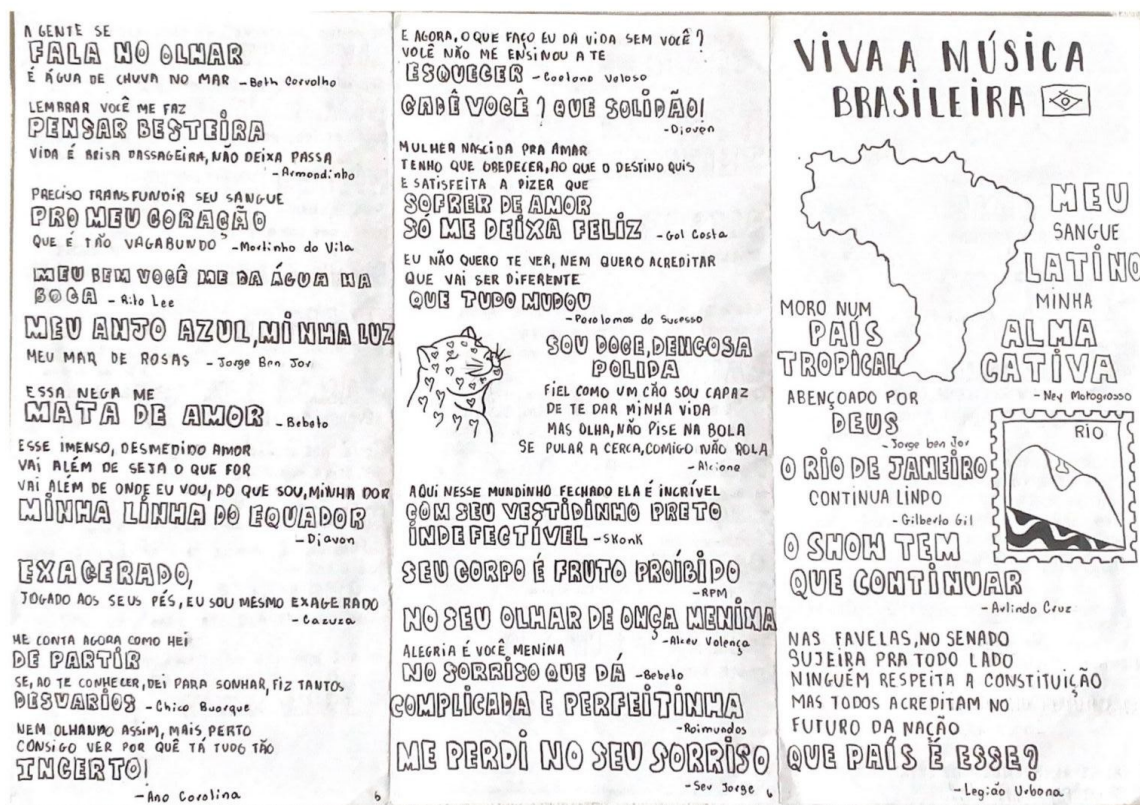 A GENTE SE
FALA NO OLHAR
É ÁGUA DE CHUVA NO MAR - Beth Carvalho
LEMBRAR VOCÊ ME FAZ
PENSAR BESTEIRA
VIDA É BRISA PASSAGEIRA, NÃO DEIXA PASSA
- Armandinho
PRECISO TRANSFUNDIR SEU SANGUE
PRO MEU CORAÇÃO
QUE É TÃO VAGABUNDO - Martinho da Vila
MEU BEM VOCÊ ME DA ÁGUA NA
BOCA - Rita Lee
MEU ANJO AZUL, MINHA LUZ
MEU MAR DE ROSAS - Jorge Ben Jor
ESSA NEGA ME
MATA DE AMOR - Bebeto
ESSE IMENSO, DESMEDIDO AMOR
VAI ALÉM DE SEJA O QUE FOR
VAI ALÉM DE ONDE EU VOU, DO QUE SOU, MINHA DOR
MINHA LINHA DO EQUADOR
- Djavan
EXAGERADO,
JOGADO AOS SEUS PÉS, EU SOU MESMO EXAGERADO
- Cazuza
ME CONTA AGORA COMO HEI
DE PARTIR
SE, AO TE CONHECER, DEI PARA SONHAR, FIZ TANTOS
DESVARIOS - Chico Buarque
NEM OLHANDO ASSIM, MAIS PERTO
CONSIGO VER POR QUÊ TÁ TUDO TÃO
INCERTO!
- Ana Carolina
5
E AGORA, O QUE FAÇO EU DA VIDA SEM VOCÊ?
VOCÊ NÃO ME ENSINOU A TE
ESQUECER - Caetano Veloso
CADÊ VOCÊ? QUE SOLIDÃO!
- Djavan
MULHER NASCIDA PRA AMAR
TENHO QUE OBEDECER, AO QUE O DESTINO QUIS
E SATISFEITA A DIZER QUE
SOFRER DE AMOR
SÓ ME DEIXA FELIZ - Gal Costa
EU NÃO QUERO TE VER, NEM QUERO ACREDITAR
QUE VAI SER DIFERENTE
QUE TUDO MUDOU
- Paralamas do Sucesso
SOU DOCE, DENGOSA
POLIDA
FIEL COMO UM CÃO SOU CAPAZ
DE TE DAR MINHA VIDA
MAS OLHA, NÃO PISE NA BOLA
SE PULAR A CERCA, COMIGO NÃO ROLA
- Alcione
AQUI NESSE MUNDINHO FECHADO ELA É INCRÍVEL
COM SEU VESTIDINHO PRETO
INDEFECTÍVEL - Skank
SEU CORPO É FRUTO PROIBIDO
- RPM
NO SEU OLHAR DE ONÇA MENINA
- Alceu Valença
ALEGRIA É VOCÊ, MENINA
NO SORRISO QUE DÁ - Bebeto
COMPLICADA E PERFEITINHA
- Raimundos
ME PERDI NO SEU SORRISO
- Seu Jorge
6
VIVA A MÚSICA
BRASILEIRA
MEU
SANGUE
LATINO
MINHA
ALMA
CATIVA
- Ney Matogrosso
MORO NUM
PAÍS
TROPICAL
ABENÇOADO POR
DEUS
- Jorge ben Jor
RIO
O RIO DE JANEIRO
CONTINUA LINDO
- Gilberto Gil
O SHOW TEM
QUE CONTINUAR
- Arlindo Cruz
NAS FAVELAS, NO SENADO
SUJEIRA PRA TODO LADO
NINGUÉM RESPEITA A CONSTITUIÇÃO
MAS TODOS ACREDITAM NO
FUTURO DA NAÇÃO
QUE PAÍS É ESSE?
- Legião Urbana